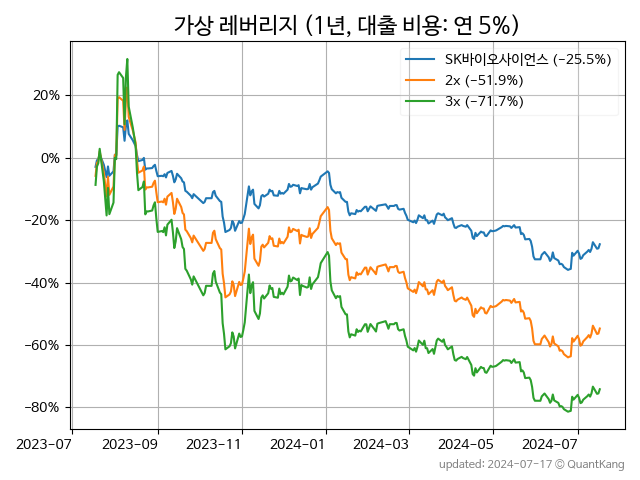 가상 레버리지 (1년, 대출 비용: 연 5%)
SK바이오사이언스 (−25.5%)
2x (−51.9%)
3x (−71.7%)
20%
0%
−20%
−40%
−60%
−80%
2023-07 2023-09 2023-11 2024-01 2024-03 2024-05 2024-07
updated: 2024-07-17 © QuantKang